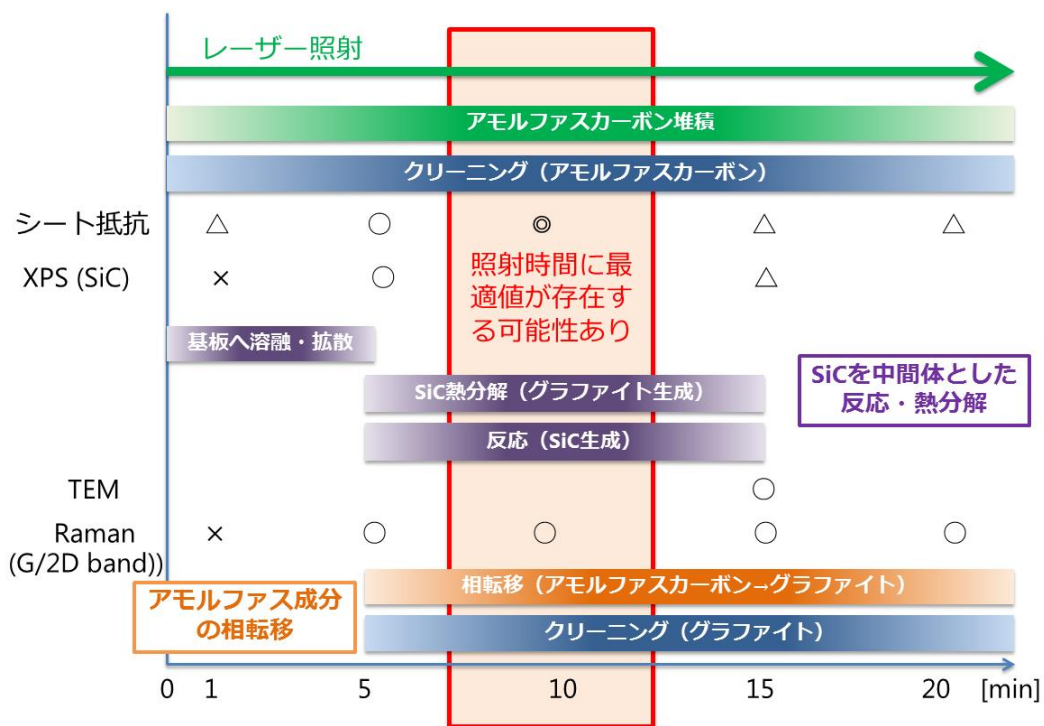 レーザー照射
アモルファスカーボン堆積
クリーニング（アモルファスカーボン）
シート抵抗 △ ○ ◎ △ △
XPS (SiC) × ○ △
照射時間に最
適値が存在す
る可能性あり
基板へ溶融・拡散
SiC熱分解（グラファイト生成）
反応（SiC生成）
SiCを中間体とした
反応・熱分解
TEM ○
Raman × ○ ○ ○ ○
(G/2D band))
相転移（アモルファスカーボン→グラファイト）
アモルファス成分
の相転移
クリーニング（グラファイト）
0 1 5 10 15 20 [min]